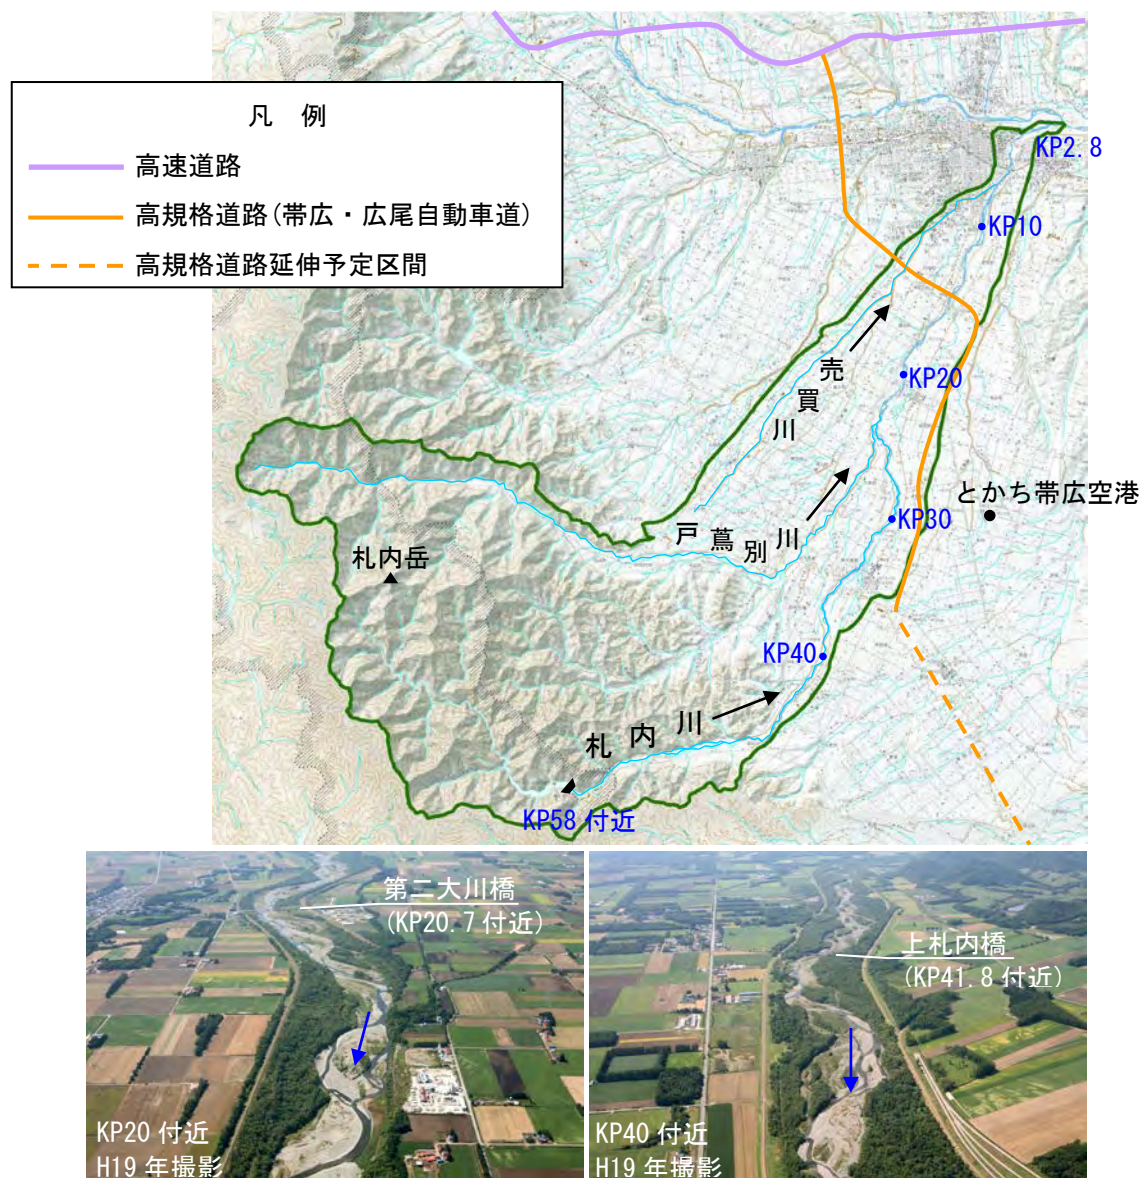 凡 例
高速道路
高規格道路(帯広・広尾自動車道)
高規格道路延伸予定区間
KP2.8
KP10
売買川
KP20
とかち帯広空港
KP30
戸蔦別川
札内岳
KP40
札内川
KP58 付近
第二大川橋
(KP20.7 付近)
KP20 付近
H19 年撮影
上札内橋
(KP41.8 付近)
KP40 付近
H19 年撮影